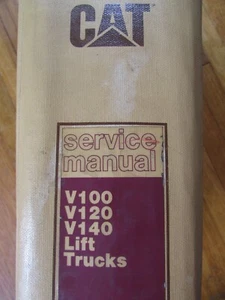 CAT
service
manual
V100
V120
V140
Lift
Trucks